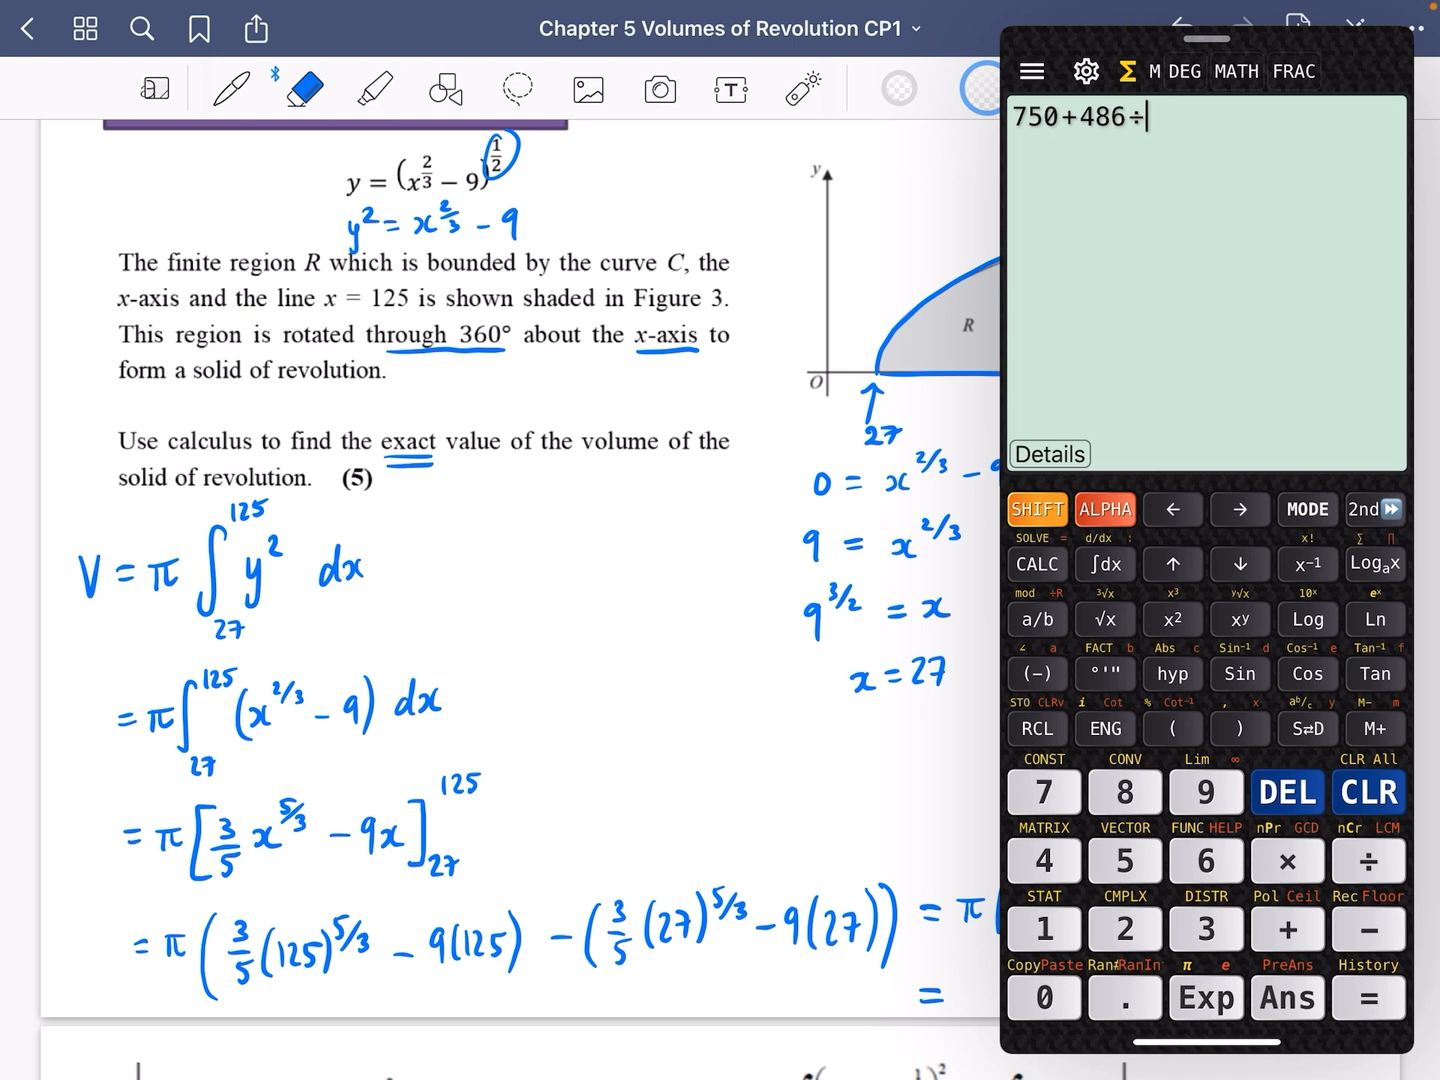 Chapter 5 Volumes of Revolution CP1
y = (x^{2/3} − 9)^{1/2}
y² = x^{2/3} − 9
The finite region R which is bounded by the curve C, the
x-axis and the line x = 125 is shown shaded in Figure 3.
This region is rotated through 360° about the x-axis to
form a solid of revolution.
Use calculus to find the exact value of the volume of the
solid of revolution. (5)
V = π ∫_{27}^{125} y² dx
= π ∫_{27}^{125} (x^{2/3} − 9) dx
= π [3/5 x^{5/3} − 9x]_{27}^{125}
= π (3/5 (125)^{5/3} − 9(125) − (3/5 (27)^{5/3} − 9(27))) = π (
=
y
R
O
27
0 = x^{2/3} − 9
9 = x^{2/3}
9^{3/2} = x
x = 27
Σ M DEG MATH FRAC
750+486÷
Details
SHIFT ALPHA ← → MODE 2nd
SOLVE = d/dx : x! ∑ ∏
CALC ∫dx ↑ ↓ x⁻¹ Logₐx
mod ÷R ³√x x³ y√x 10ˣ eˣ
a/b √x x² xʸ Log Ln
∠ a FACT b Abs c Sin⁻¹ d Cos⁻¹ e Tan⁻¹ f
(−) °'" hyp Sin Cos Tan
STO CLRv i Cot % Cot⁻¹ , x aᵇ/c y M− m
RCL ENG ( ) S⇄D M+
CONST CONV Lim ∞ CLR All
7 8 9 DEL CLR
MATRIX VECTOR FUNC HELP nPr GCD nCr LCM
4 5 6 × ÷
STAT CMPLX DISTR Pol Ceil Rec Floor
1 2 3 + −
Copy Paste Ran# RanIn π e PreAns History
0 . Exp Ans =